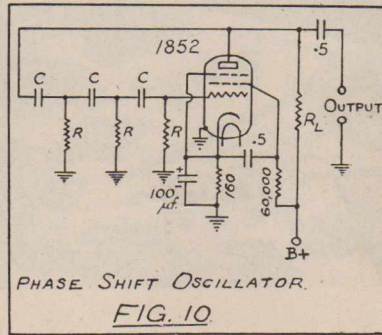 1852
.5
C
C
C
R
R
R
RL
OUTPUT
.5
100
µf.
160
60,000
B+
PHASE SHIFT OSCILLATOR.
FIG. 10